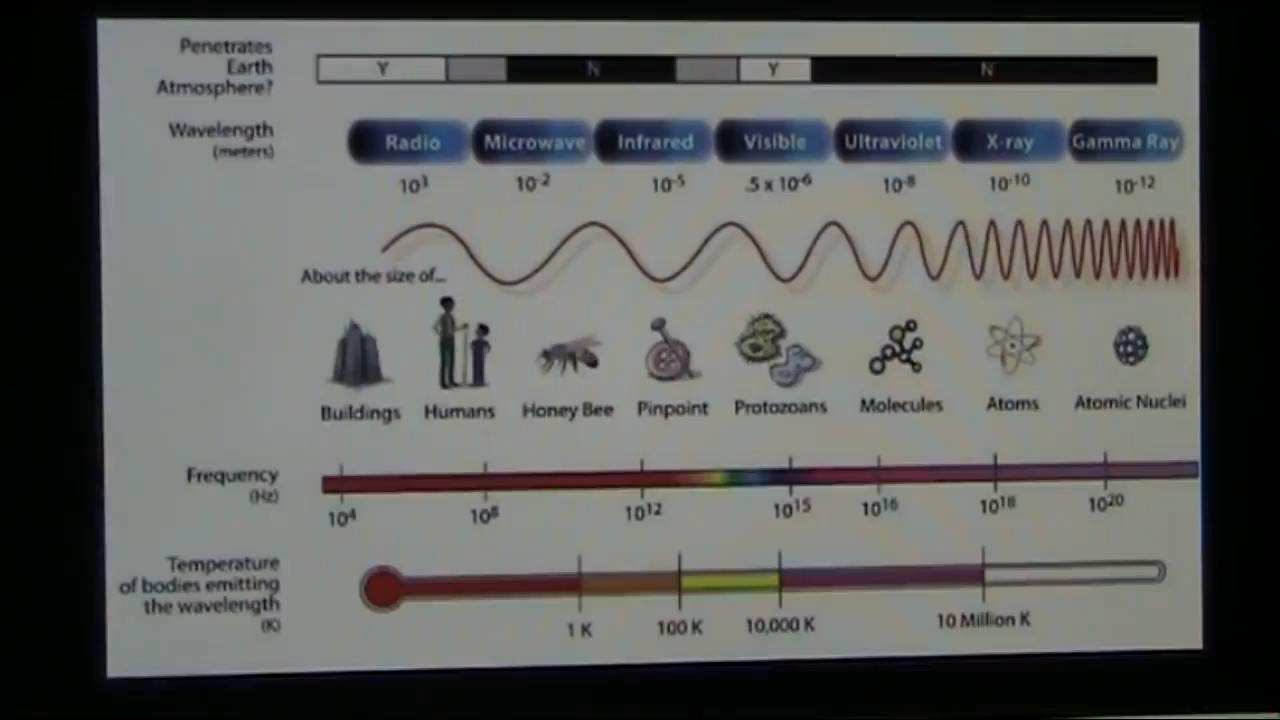 Penetrates
Earth
Atmosphere?
Y N Y N
Wavelength
(meters)
Radio Microwave Infrared Visible Ultraviolet X-ray Gamma Ray
10³ 10⁻² 10⁻⁵ .5 x 10⁻⁶ 10⁻⁸ 10⁻¹⁰ 10⁻¹²
About the size of...
Buildings Humans Honey Bee Pinpoint Protozoans Molecules Atoms Atomic Nuclei
Frequency
(Hz)
10⁴ 10⁸ 10¹² 10¹⁵ 10¹⁶ 10¹⁸ 10²⁰
Temperature
of bodies emitting
the wavelength
(K)
1 K 100 K 10,000 K 10 Million K